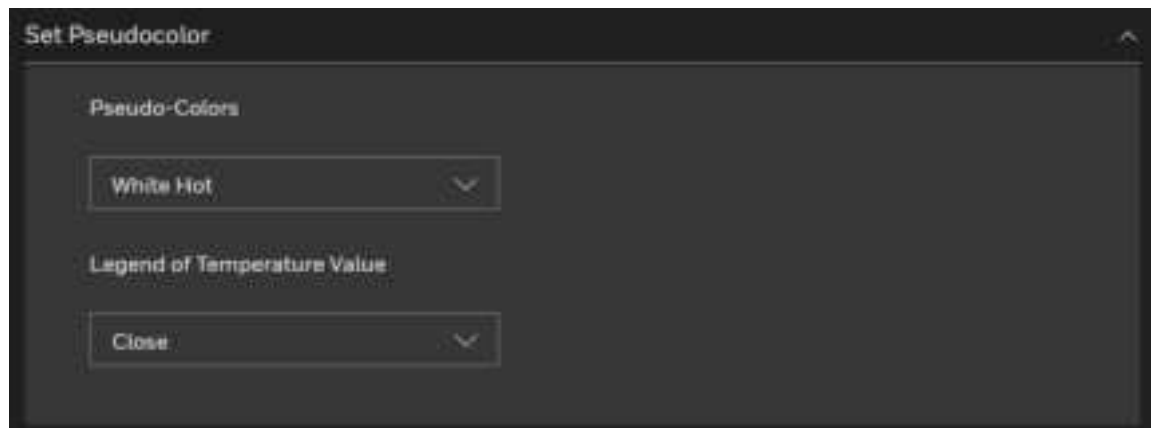 Set Pseudocolor
Pseudo-Colors
White Hot
Legend of Temperature Value
Close